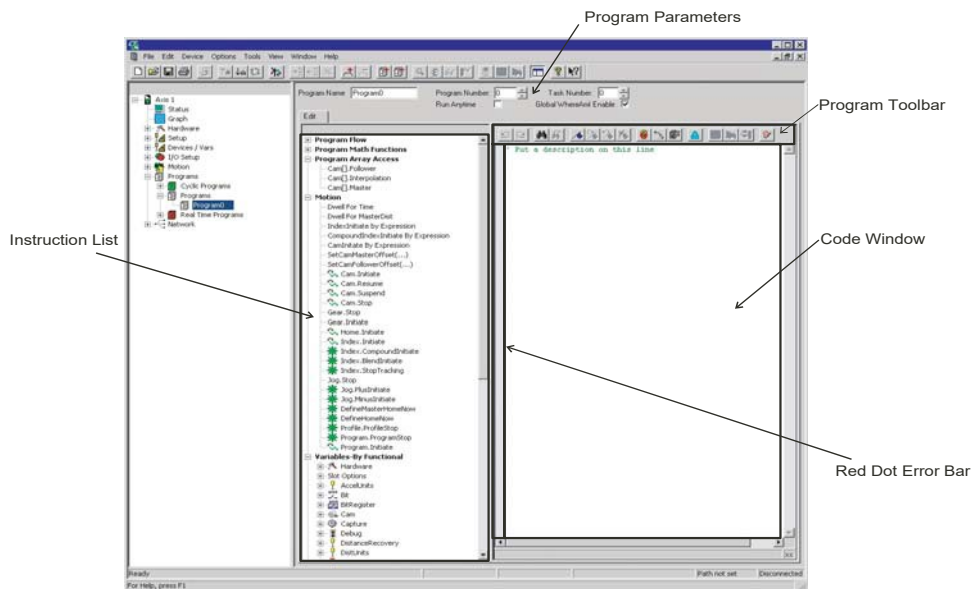 Program Parameters
File Edit Device Options Tools View Window Help
Program Name Program0 Program Number 0 Task Number 0
Run Anytime Global WhereAmI Enable
Edit
Program Toolbar
Axis 1
Status
Graph
Hardware
Setup
Devices / Vars
I/O Setup
Motion
Programs
Cyclic Programs
Programs
Program0
Real Time Programs
Network
Instruction List
Program Flow
Program Math Functions
Program Array Access
Cam[].Follower
Cam[].Interpolation
Cam[].Master
Motion
Dwell For Time
Dwell For MasterDist
IndexInitiate by Expression
CompoundIndexInitiate By Expression
CamInitiate By Expression
SetCamMasterOffset(...)
SetCamFollowerOffset(...)
Cam.Initiate
Cam.Resume
Cam.Suspend
Cam.Stop
Gear.Stop
Gear.Initiate
Home.Initiate
Index.Initiate
Index.CompoundInitiate
Index.BlendInitiate
Index.StopTracking
Jog.Stop
Jog.PlusInitiate
Jog.MinusInitiate
DefineMasterHomeNow
DefineHomeNow
Profile.ProfileStop
Program.ProgramStop
Program.Initiate
Variables-By Functional
Hardware
Slot Options
AccelUnits
Bit
BitRegister
Cam
Capture
Debug
DistanceRecovery
DistUnits
' Put a description on this line
Code Window
Red Dot Error Bar
Ready Path not set Disconnected
For Help, press F1